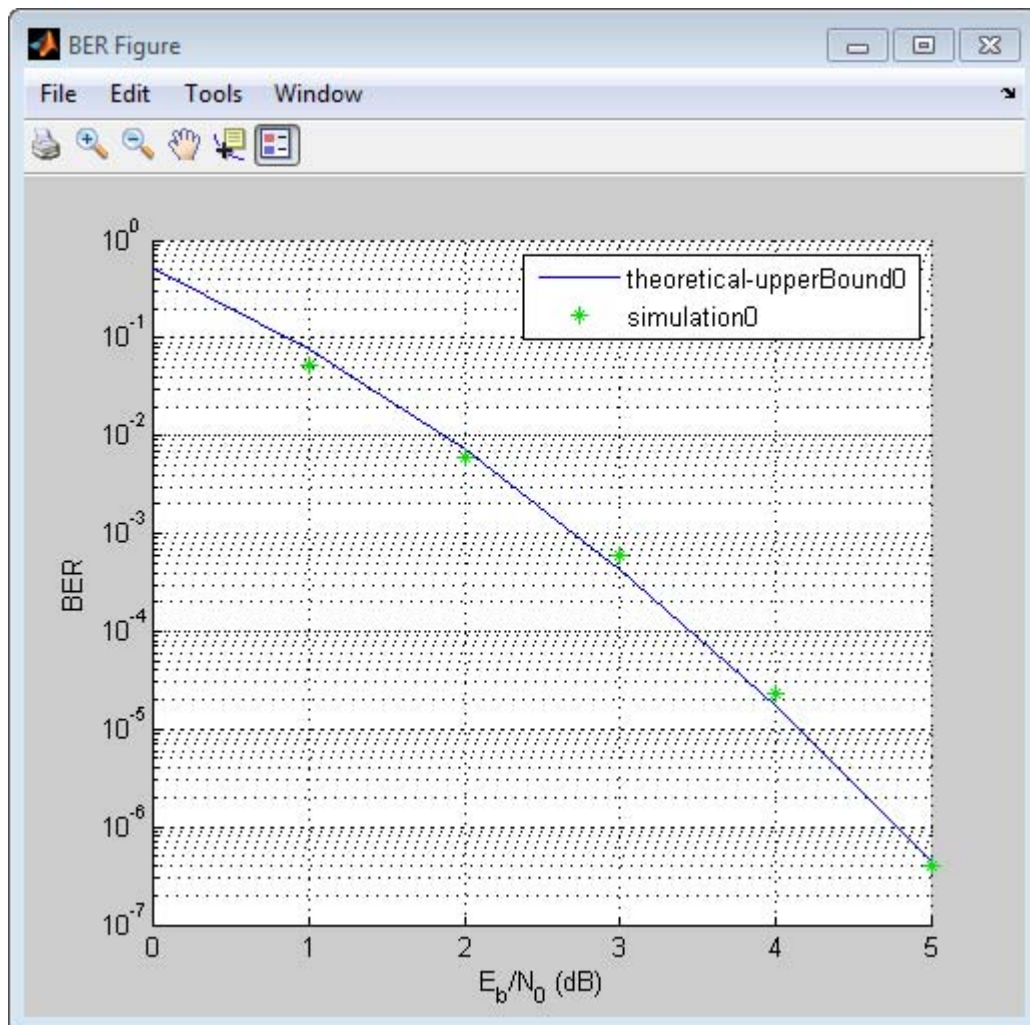 BER Figure
File Edit Tools Window
10^0
10^-1
10^-2
10^-3
10^-4
10^-5
10^-6
10^-7
BER
theoretical-upperBound0
simulation0
0 1 2 3 4 5
E_b/N_0 (dB)